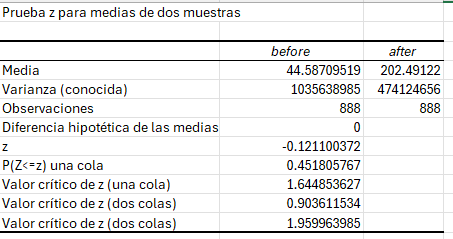 Prueba z para medias de dos muestras
before after
Media 44.58709519 202.49122
Varianza (conocida) 1035638985 474124656
Observaciones 888 888
Diferencia hipotética de las medias 0
z -0.121100372
P(Z<=z) una cola 0.451805767
Valor crítico de z (una cola) 1.644853627
Valor crítico de z (dos colas) 0.903611534
Valor crítico de z (dos colas) 1.959963985